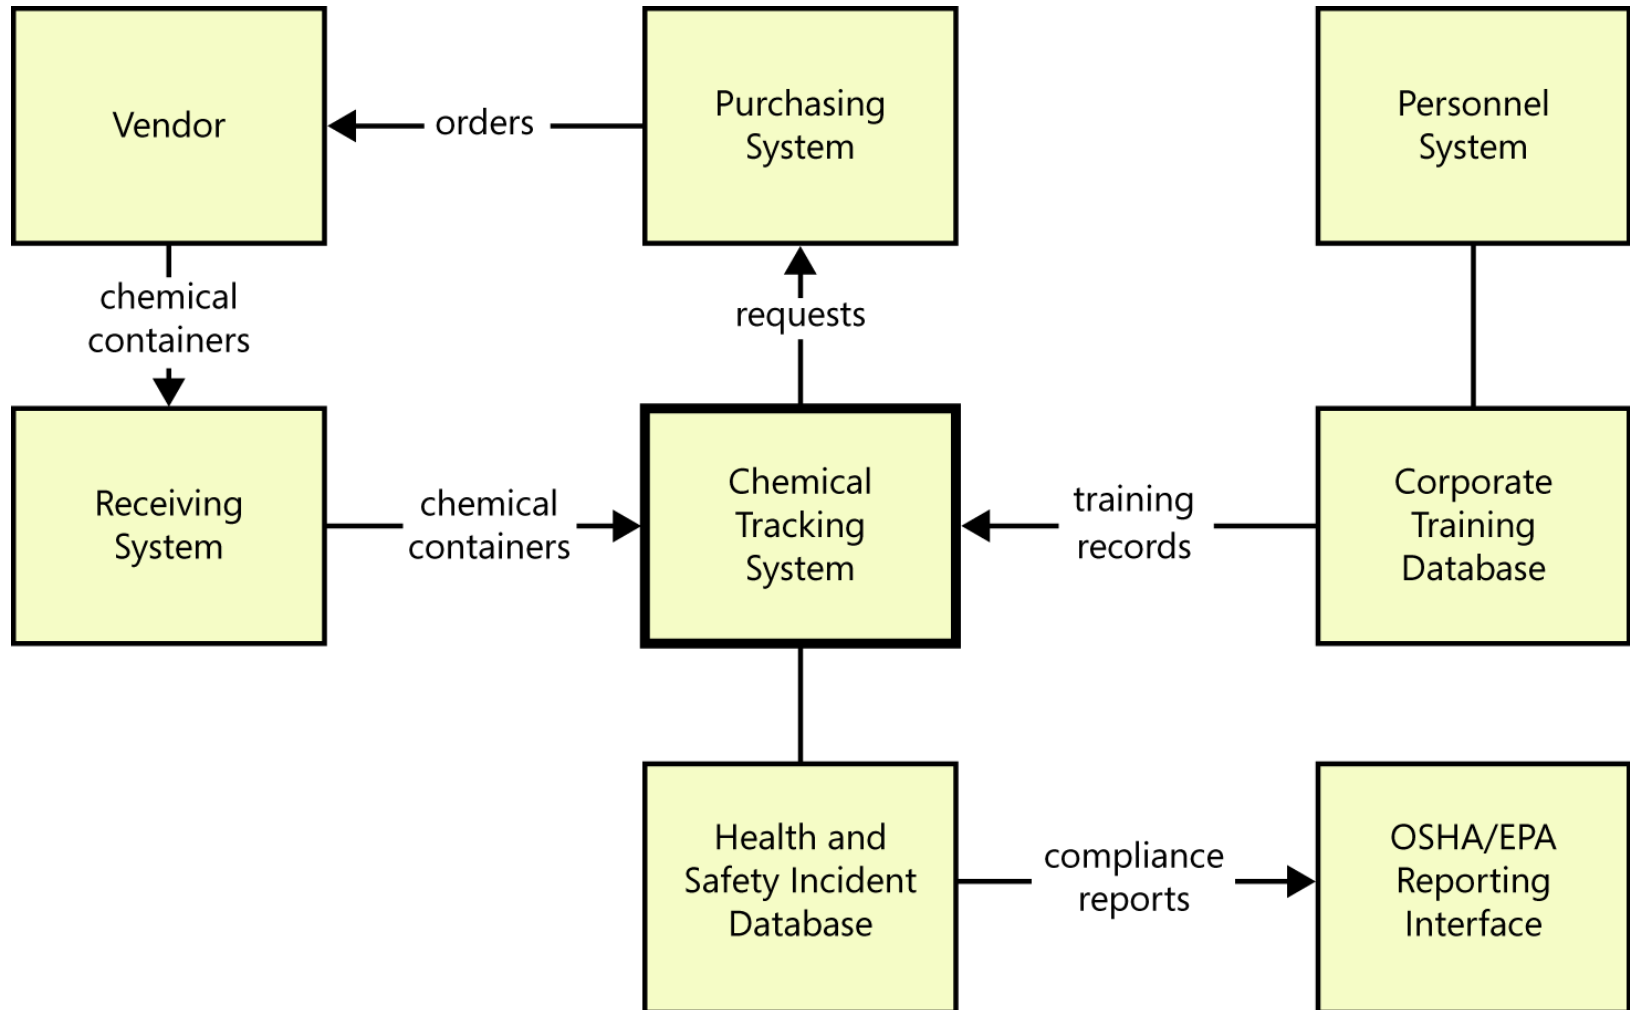 Vendor
orders
Purchasing
System
Personnel
System
chemical
containers
requests
Receiving
System
chemical
containers
Chemical
Tracking
System
training
records
Corporate
Training
Database
Health and
Safety Incident
Database
compliance
reports
OSHA/EPA
Reporting
Interface